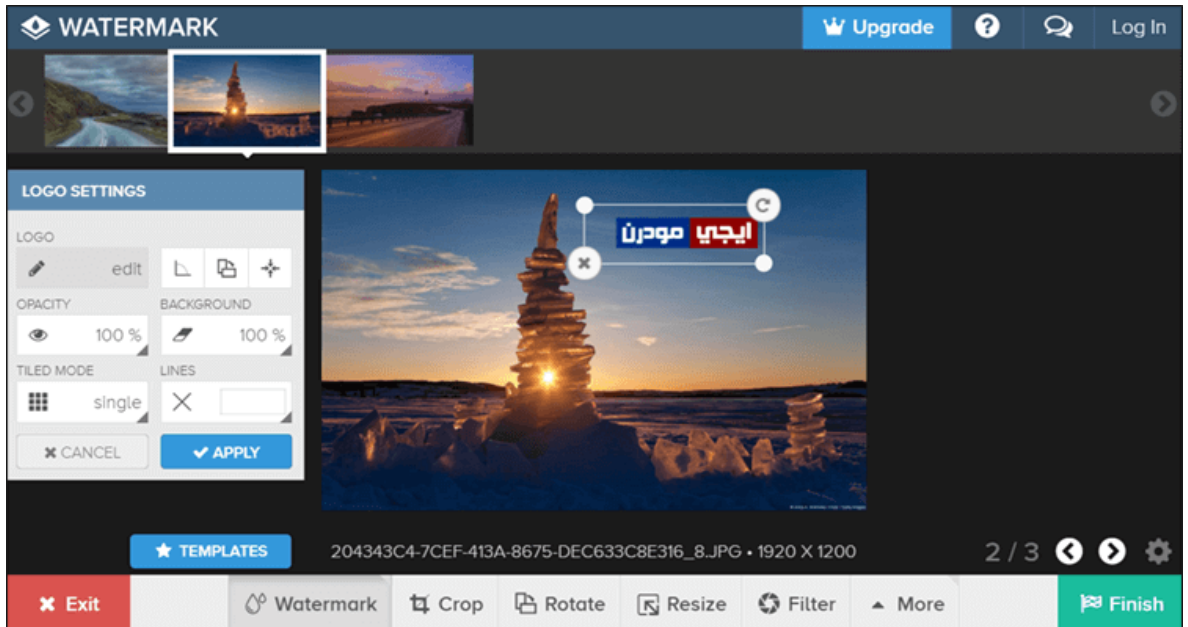 WATERMARK
Upgrade
Log In
LOGO SETTINGS
LOGO
edit
OPACITY
BACKGROUND
100 %
100 %
TILED MODE
LINES
single
CANCEL
APPLY
ايجي مودرن
TEMPLATES
204343C4-7CEF-413A-8675-DEC633C8E316_8.JPG • 1920 X 1200
2 / 3
Exit
Watermark
Crop
Rotate
Resize
Filter
More
Finish